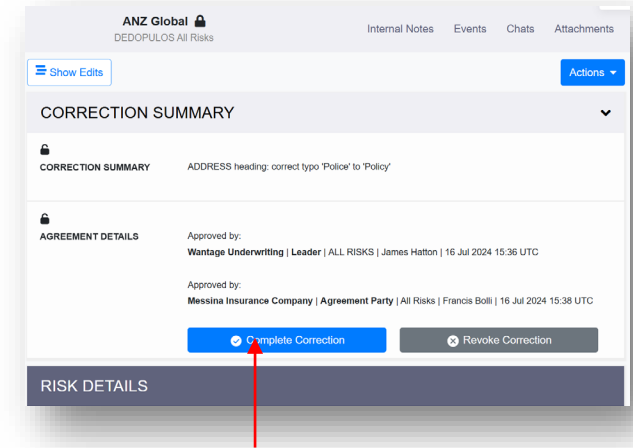 ANZ Global
DEDOPULOS All Risks
Internal Notes Events Chats Attachments
Show Edits
Actions
CORRECTION SUMMARY
CORRECTION SUMMARY ADDRESS heading: correct typo 'Police' to 'Policy'
AGREEMENT DETAILS
Approved by:
Wantage Underwriting | Leader | ALL RISKS | James Hatton | 16 Jul 2024 15:36 UTC
Approved by:
Messina Insurance Company | Agreement Party | All Risks | Francis Bolli | 16 Jul 2024 15:38 UTC
Complete Correction Revoke Correction
RISK DETAILS